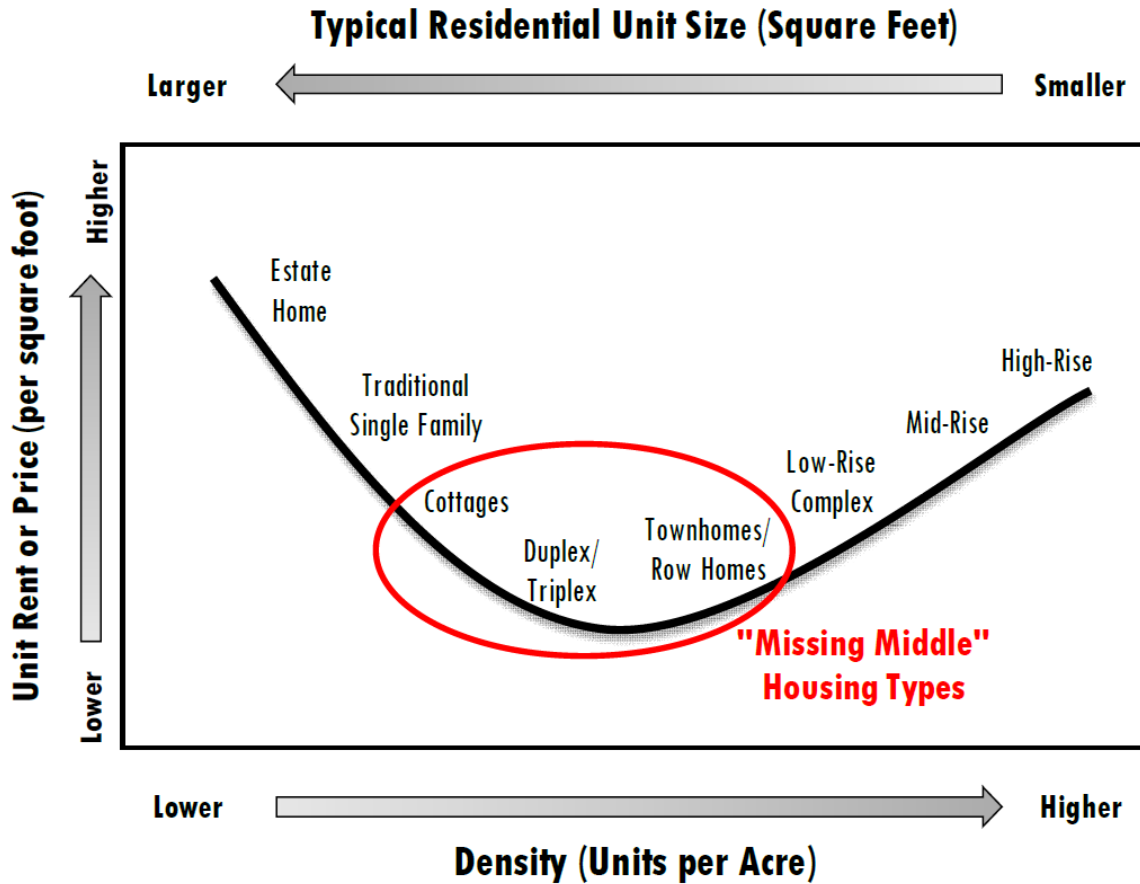 Typical Residential Unit Size (Square Feet)
Larger
Smaller
Unit Rent or Price (per square foot)
Higher
Lower
Estate
Home
Traditional
Single Family
Cottages
Duplex/
Triplex
Townhomes/
Row Homes
Low-Rise
Complex
Mid-Rise
High-Rise
"Missing Middle"
Housing Types
Lower
Higher
Density (Units per Acre)